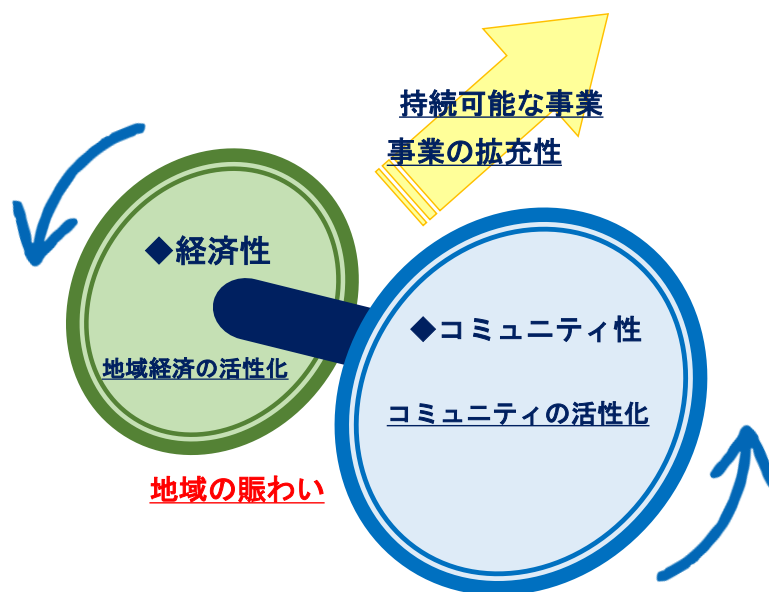 持続可能な事業
事業の拡充性
◆経済性
地域経済の活性化
◆コミュニティ性
コミュニティの活性化
地域の賑わい